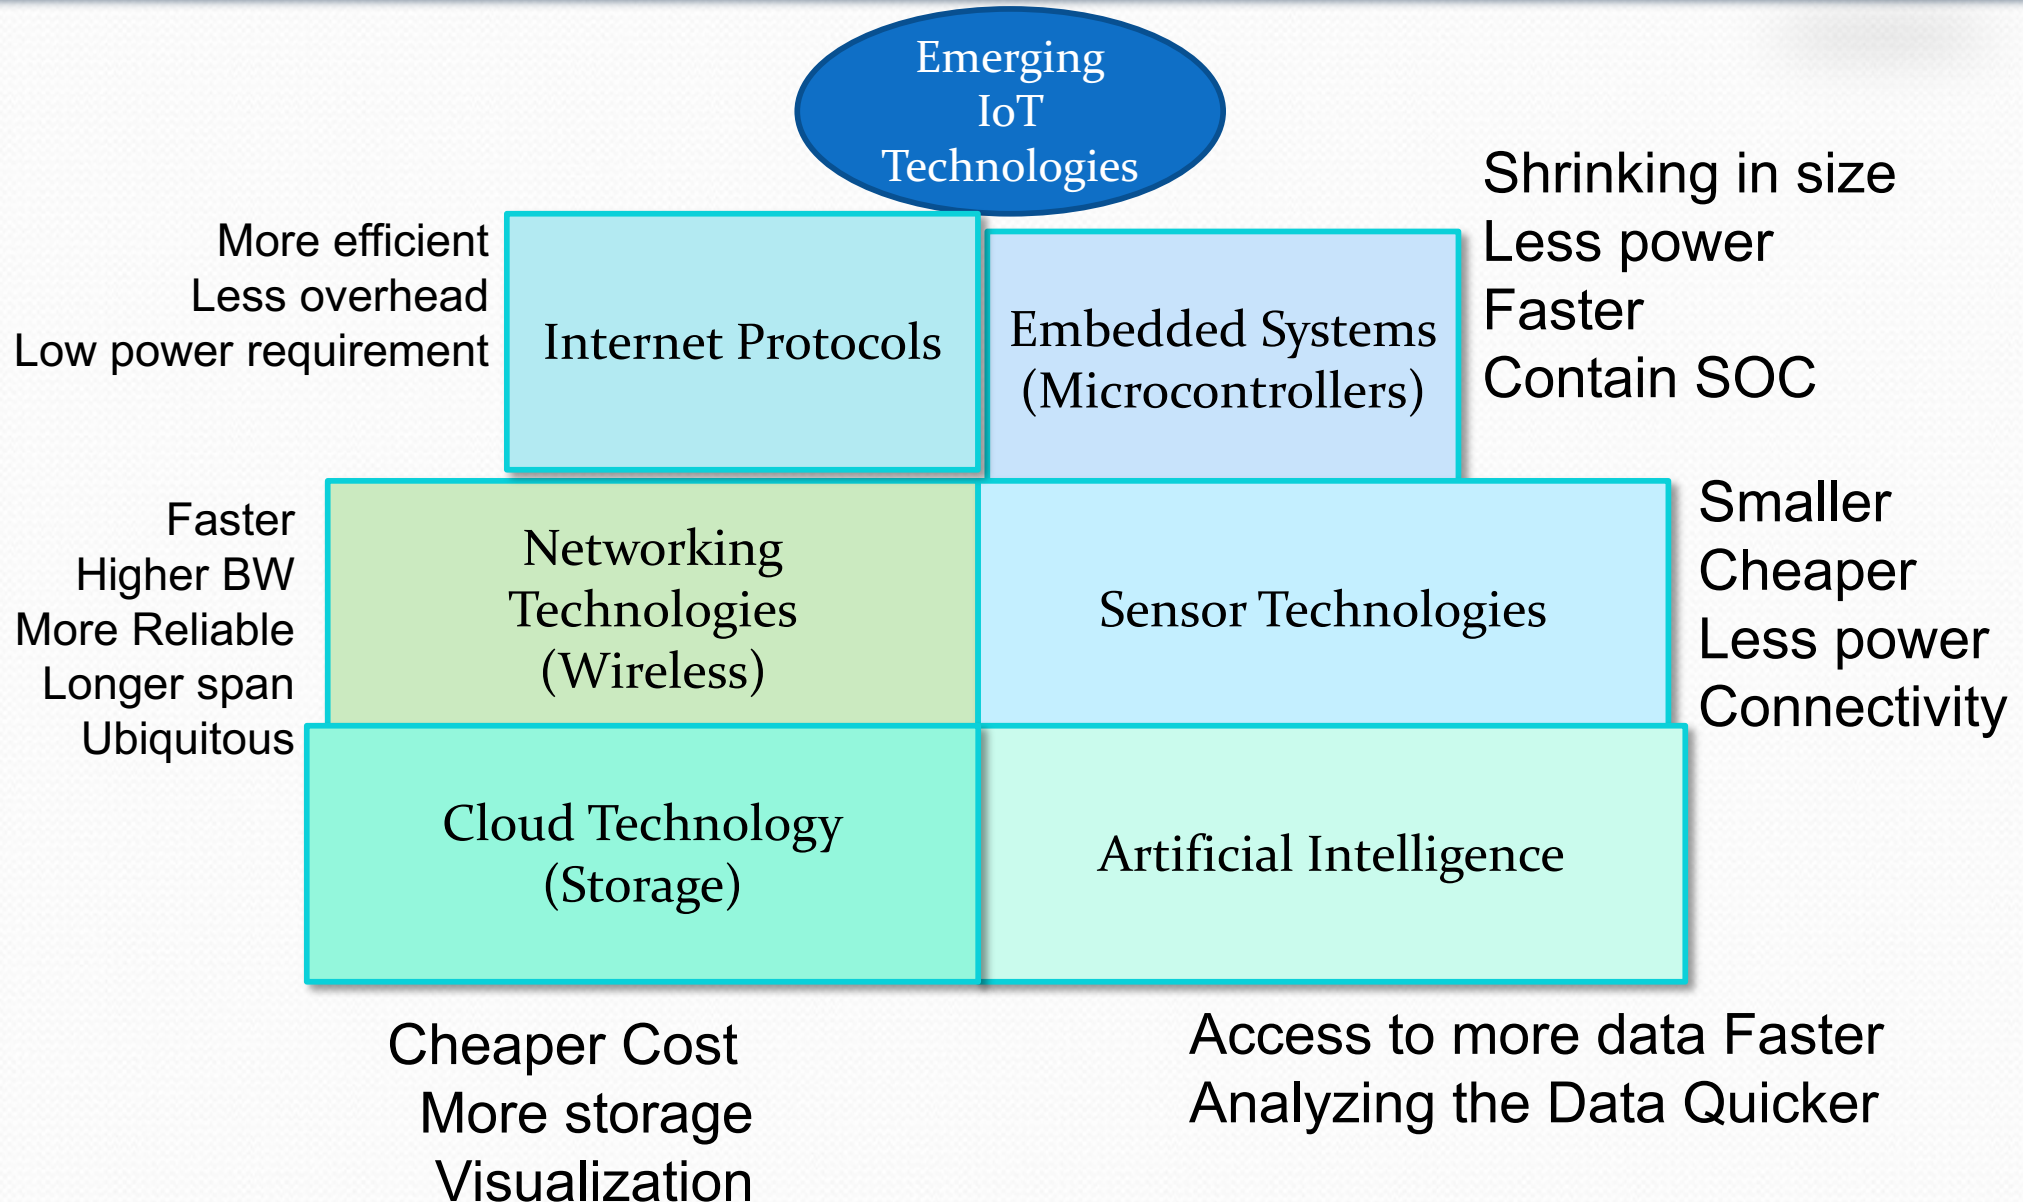 Emerging
IoT
Technologies
More efficient
Less overhead
Low power requirement
Internet Protocols
Embedded Systems
(Microcontrollers)
Shrinking in size
Less power
Faster
Contain SOC
Faster
Higher BW
More Reliable
Longer span
Ubiquitous
Networking
Technologies
(Wireless)
Sensor Technologies
Smaller
Cheaper
Less power
Connectivity
Cloud Technology
(Storage)
Artificial Intelligence
Cheaper Cost
More storage
Visualization
Access to more data Faster
Analyzing the Data Quicker